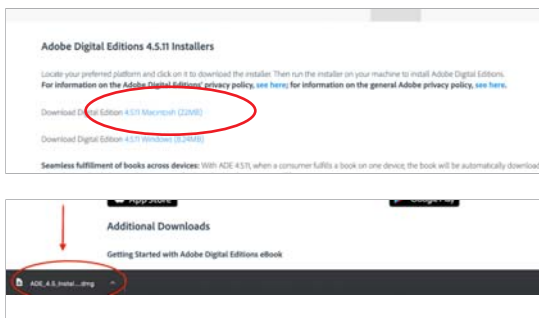 Adobe Digital Editions 4.5.11 Installers
Locate your preferred platform and click on it to download the installer. Then run the installer on your machine to install Adobe Digital Editions.
For information on the Adobe Digital Editions' privacy policy, see here; for information on the general Adobe privacy policy, see here.
Download Digital Edition 4.5.11 Macintosh (22MB)
Download Digital Edition 4.5.11 Windows (8.24MB)
Seamless fulfillment of books across devices: With ADE 4.5.11, when a consumer fulfills a book on one device, the book will be automatically download
App Store
Additional Downloads
Getting Started with Adobe Digital Editions eBook
ADE_4.5_Instal....dmg